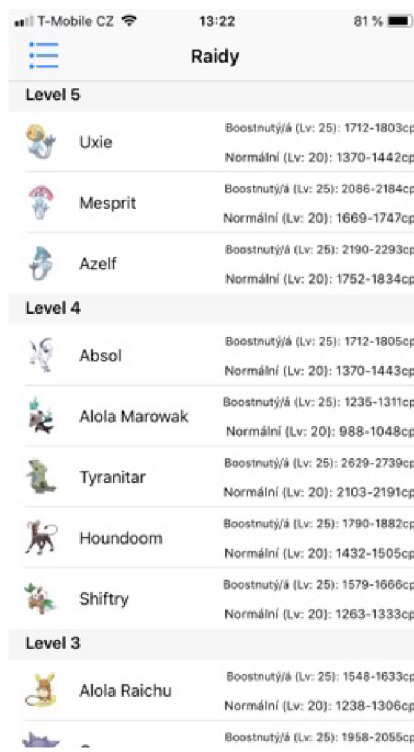 T-Mobile CZ 13:22 81 %
Raidy
Level 5
Boostnutý/á (Lv: 25): 1712-1803cp
Uxie
Normální (Lv: 20): 1370-1442cp
Boostnutý/á (Lv: 25): 2086-2184cp
Mesprit
Normální (Lv: 20): 1669-1747cp
Boostnutý/á (Lv: 25): 2190-2293cp
Azelf
Normální (Lv: 20): 1752-1834cp
Level 4
Boostnutý/á (Lv: 25): 1712-1805cp
Absol
Normální (Lv: 20): 1370-1443cp
Boostnutý/á (Lv: 25): 1235-1311cp
Alola Marowak
Normální (Lv: 20): 988-1048cp
Boostnutý/á (Lv: 25): 2629-2739cp
Tyranitar
Normální (Lv: 20): 2103-2191cp
Boostnutý/á (Lv: 25): 1790-1882cp
Houndoom
Normální (Lv: 20): 1432-1505cp
Boostnutý/á (Lv: 25): 1579-1666cp
Shiftry
Normální (Lv: 20): 1263-1333cp
Level 3
Boostnutý/á (Lv: 25): 1548-1633cp
Alola Raichu
Normální (Lv: 20): 1238-1306cp
Boostnutý/á (Lv: 25): 1958-2055cp